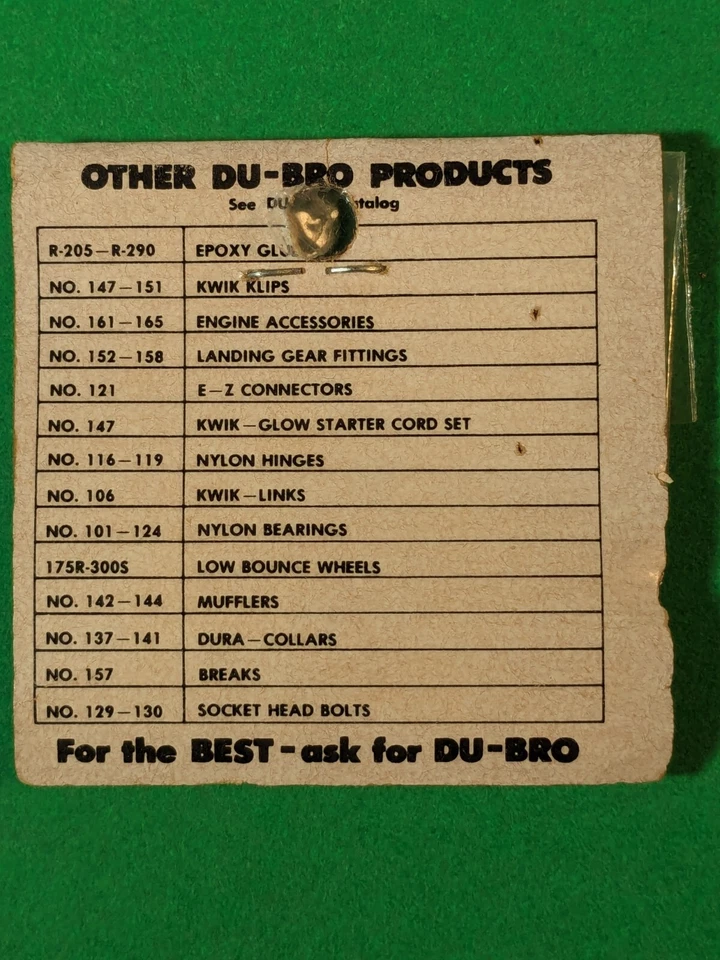 OTHER DU-BRO PRODUCTS
See
R-205—R-290 EPOXY
NO. 147—151 KWIK KLIPS
NO. 161—165 ENGINE ACCESSORIES
NO. 152—158 LANDING GEAR FITTINGS
NO. 121 E—Z CONNECTORS
NO. 147 KWIK—GLOW STARTER CORD SET
NO. 116—119 NYLON HINGES
NO. 106 KWIK—LINKS
NO. 101—124 NYLON BEARINGS
175R-300S LOW BOUNCE WHEELS
NO. 142—144 MUFFLERS
NO. 137—141 DURA—COLLARS
NO. 157 BREAKS
NO. 129—130 SOCKET HEAD BOLTS
For the BEST-ask for DU-BRO